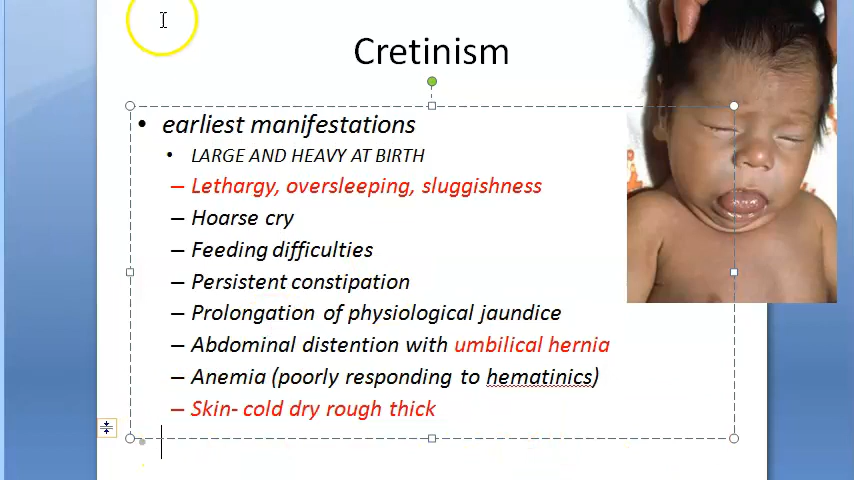 Cretinism
• earliest manifestations
• LARGE AND HEAVY AT BIRTH
– Lethargy, oversleeping, sluggishness
– Hoarse cry
– Feeding difficulties
– Persistent constipation
– Prolongation of physiological jaundice
– Abdominal distention with umbilical hernia
– Anemia (poorly responding to hematinics)
– Skin- cold dry rough thick